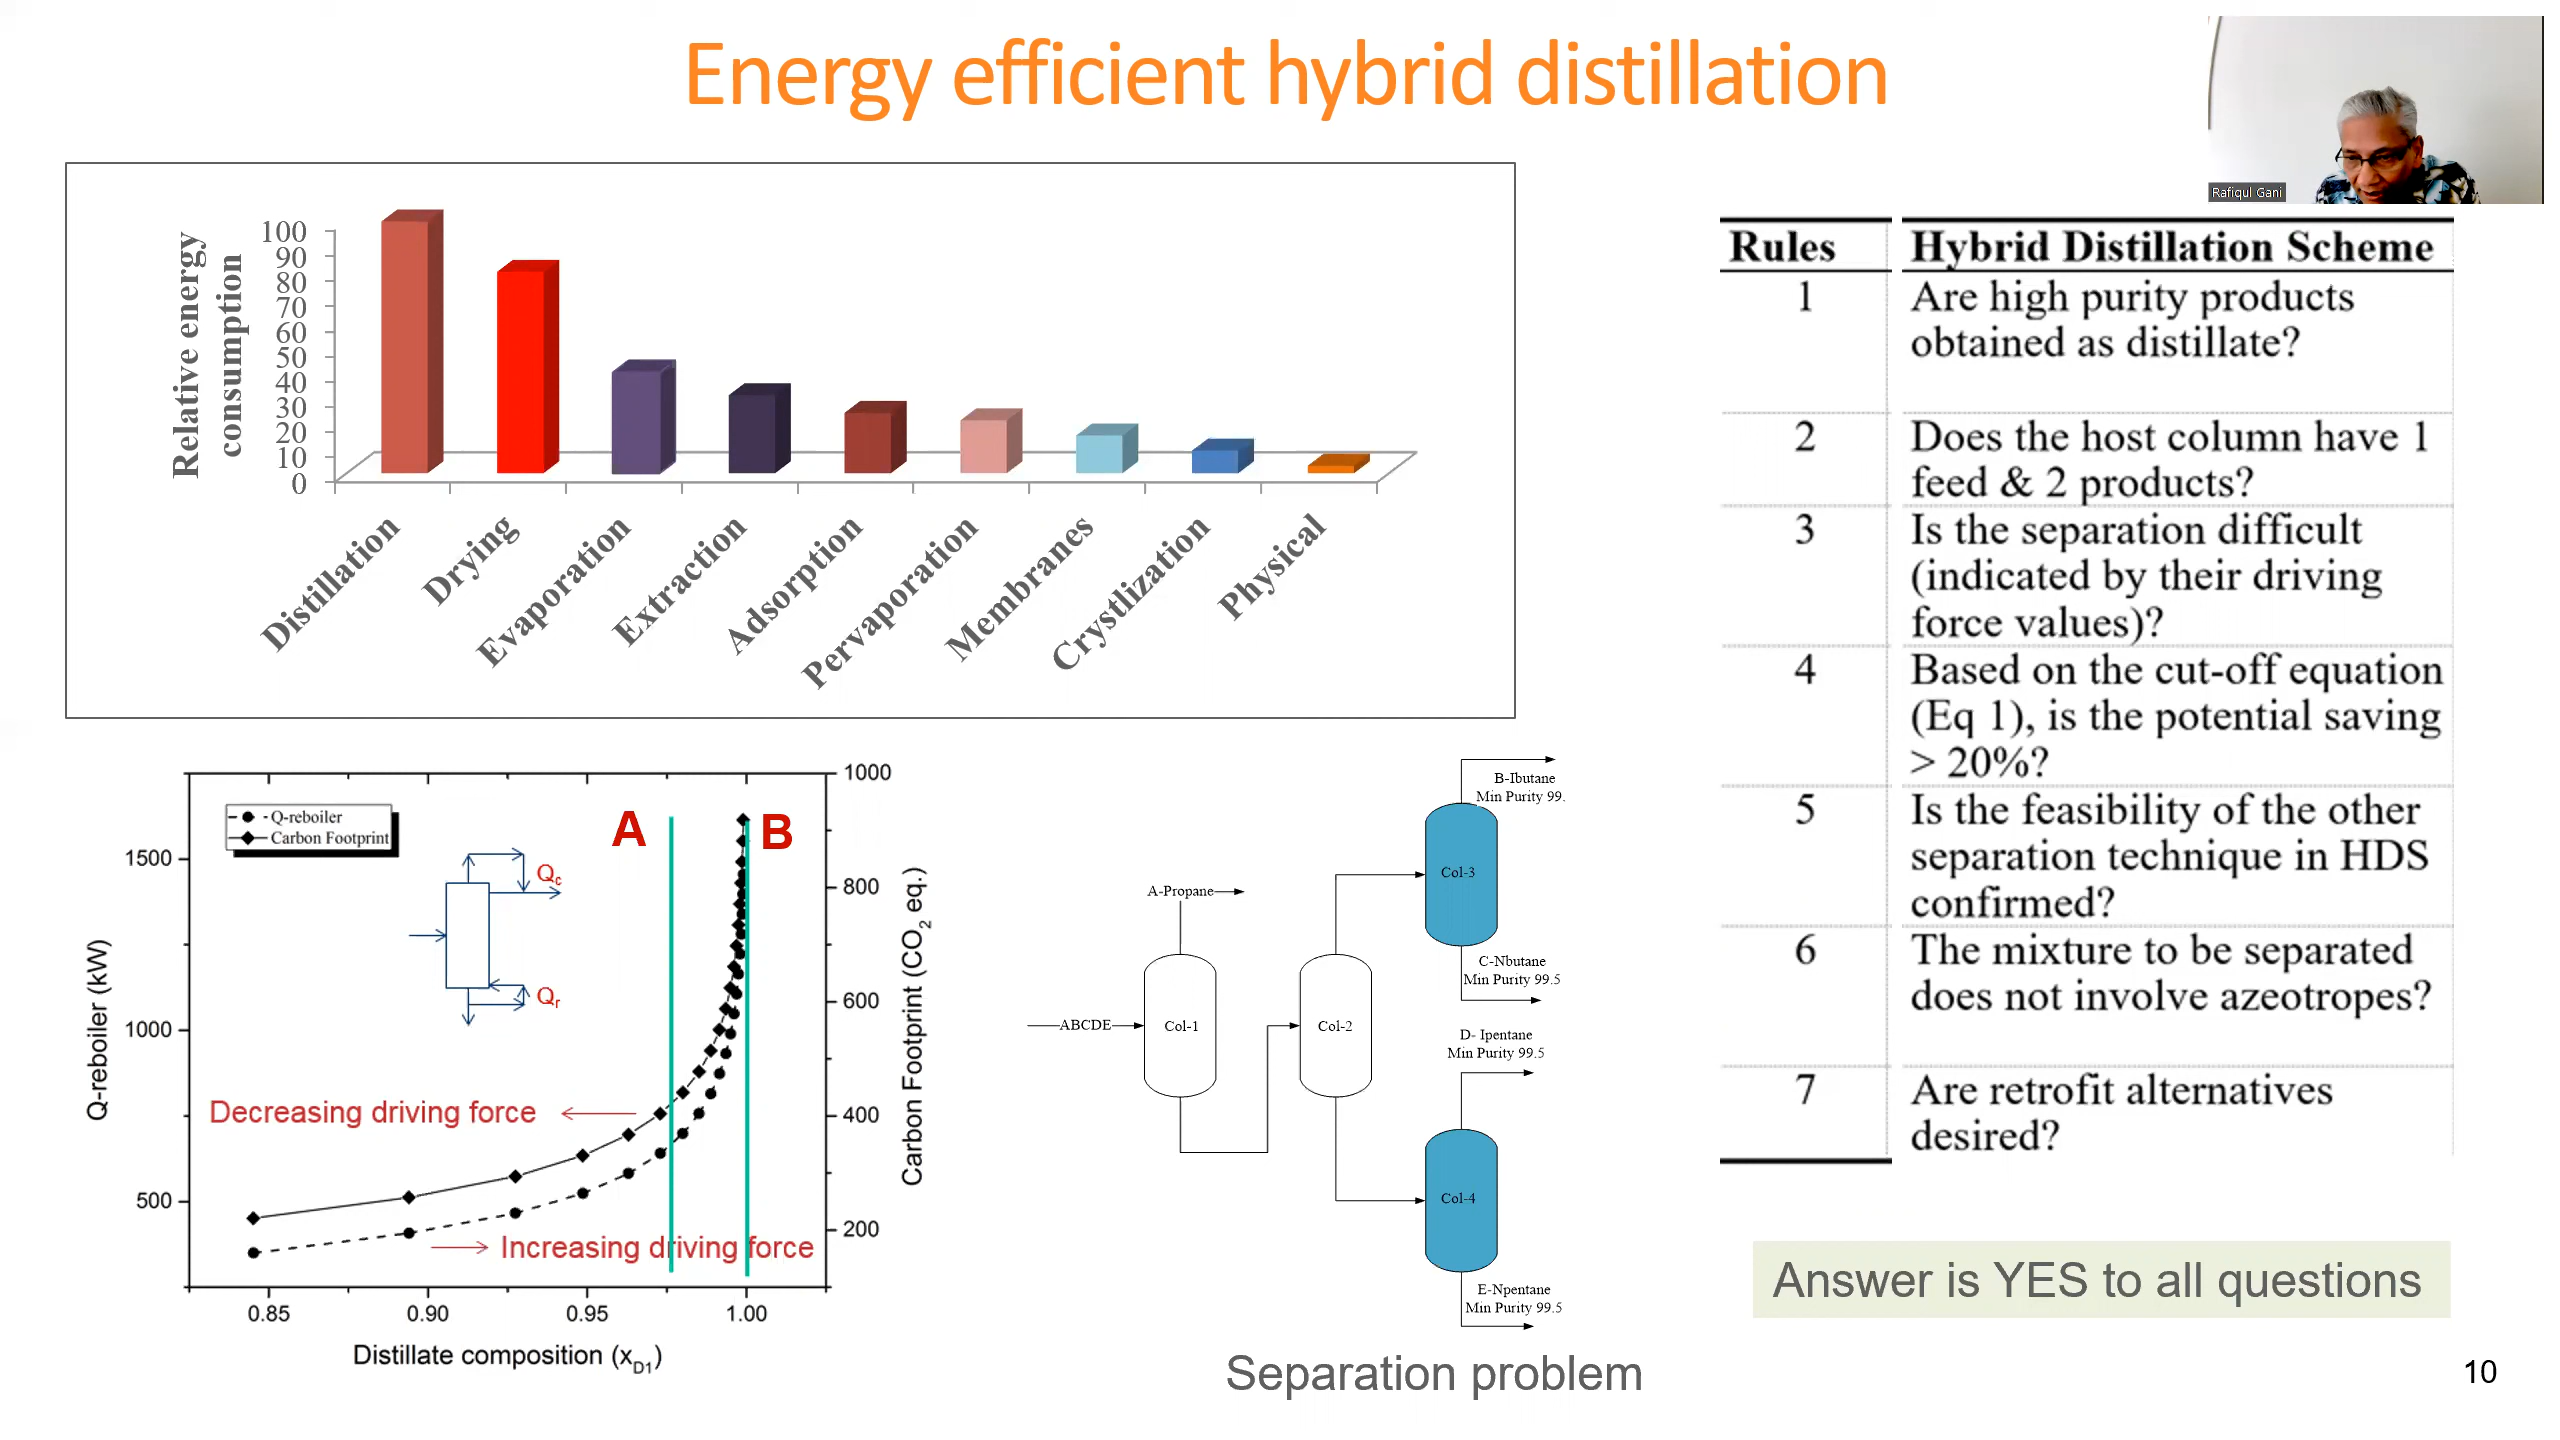 Energy efficient hybrid distillation
Rafiqul Gani
Relative energy
consumption
100
90
80
70
60
50
40
30
20
10
0
Distillation
Drying
Evaporation
Extraction
Adsorption
Pervaporation
Membranes
Crystlization
Physical
Rules
Hybrid Distillation Scheme
1
Are high purity products
obtained as distillate?
2
Does the host column have 1
feed & 2 products?
3
Is the separation difficult
(indicated by their driving
force values)?
4
Based on the cut-off equation
(Eq 1), is the potential saving
> 20%?
5
Is the feasibility of the other
separation technique in HDS
confirmed?
6
The mixture to be separated
does not involve azeotropes?
7
Are retrofit alternatives
desired?
Answer is YES to all questions
Q-reboiler
Carbon Footprint
A
B
Qc
Qr
Decreasing driving force
Increasing driving force
Q-reboiler (kW)
1500
1000
500
Carbon Footprint (CO2 eq.)
1000
800
600
400
200
0.85
0.90
0.95
1.00
Distillate composition (xD1)
A-Propane
ABCDE
Col-1
Col-2
B-Ibutane
Min Purity 99.
Col-3
C-Nbutane
Min Purity 99.5
D- Ipentane
Min Purity 99.5
Col-4
E-Npentane
Min Purity 99.5
Separation problem
10